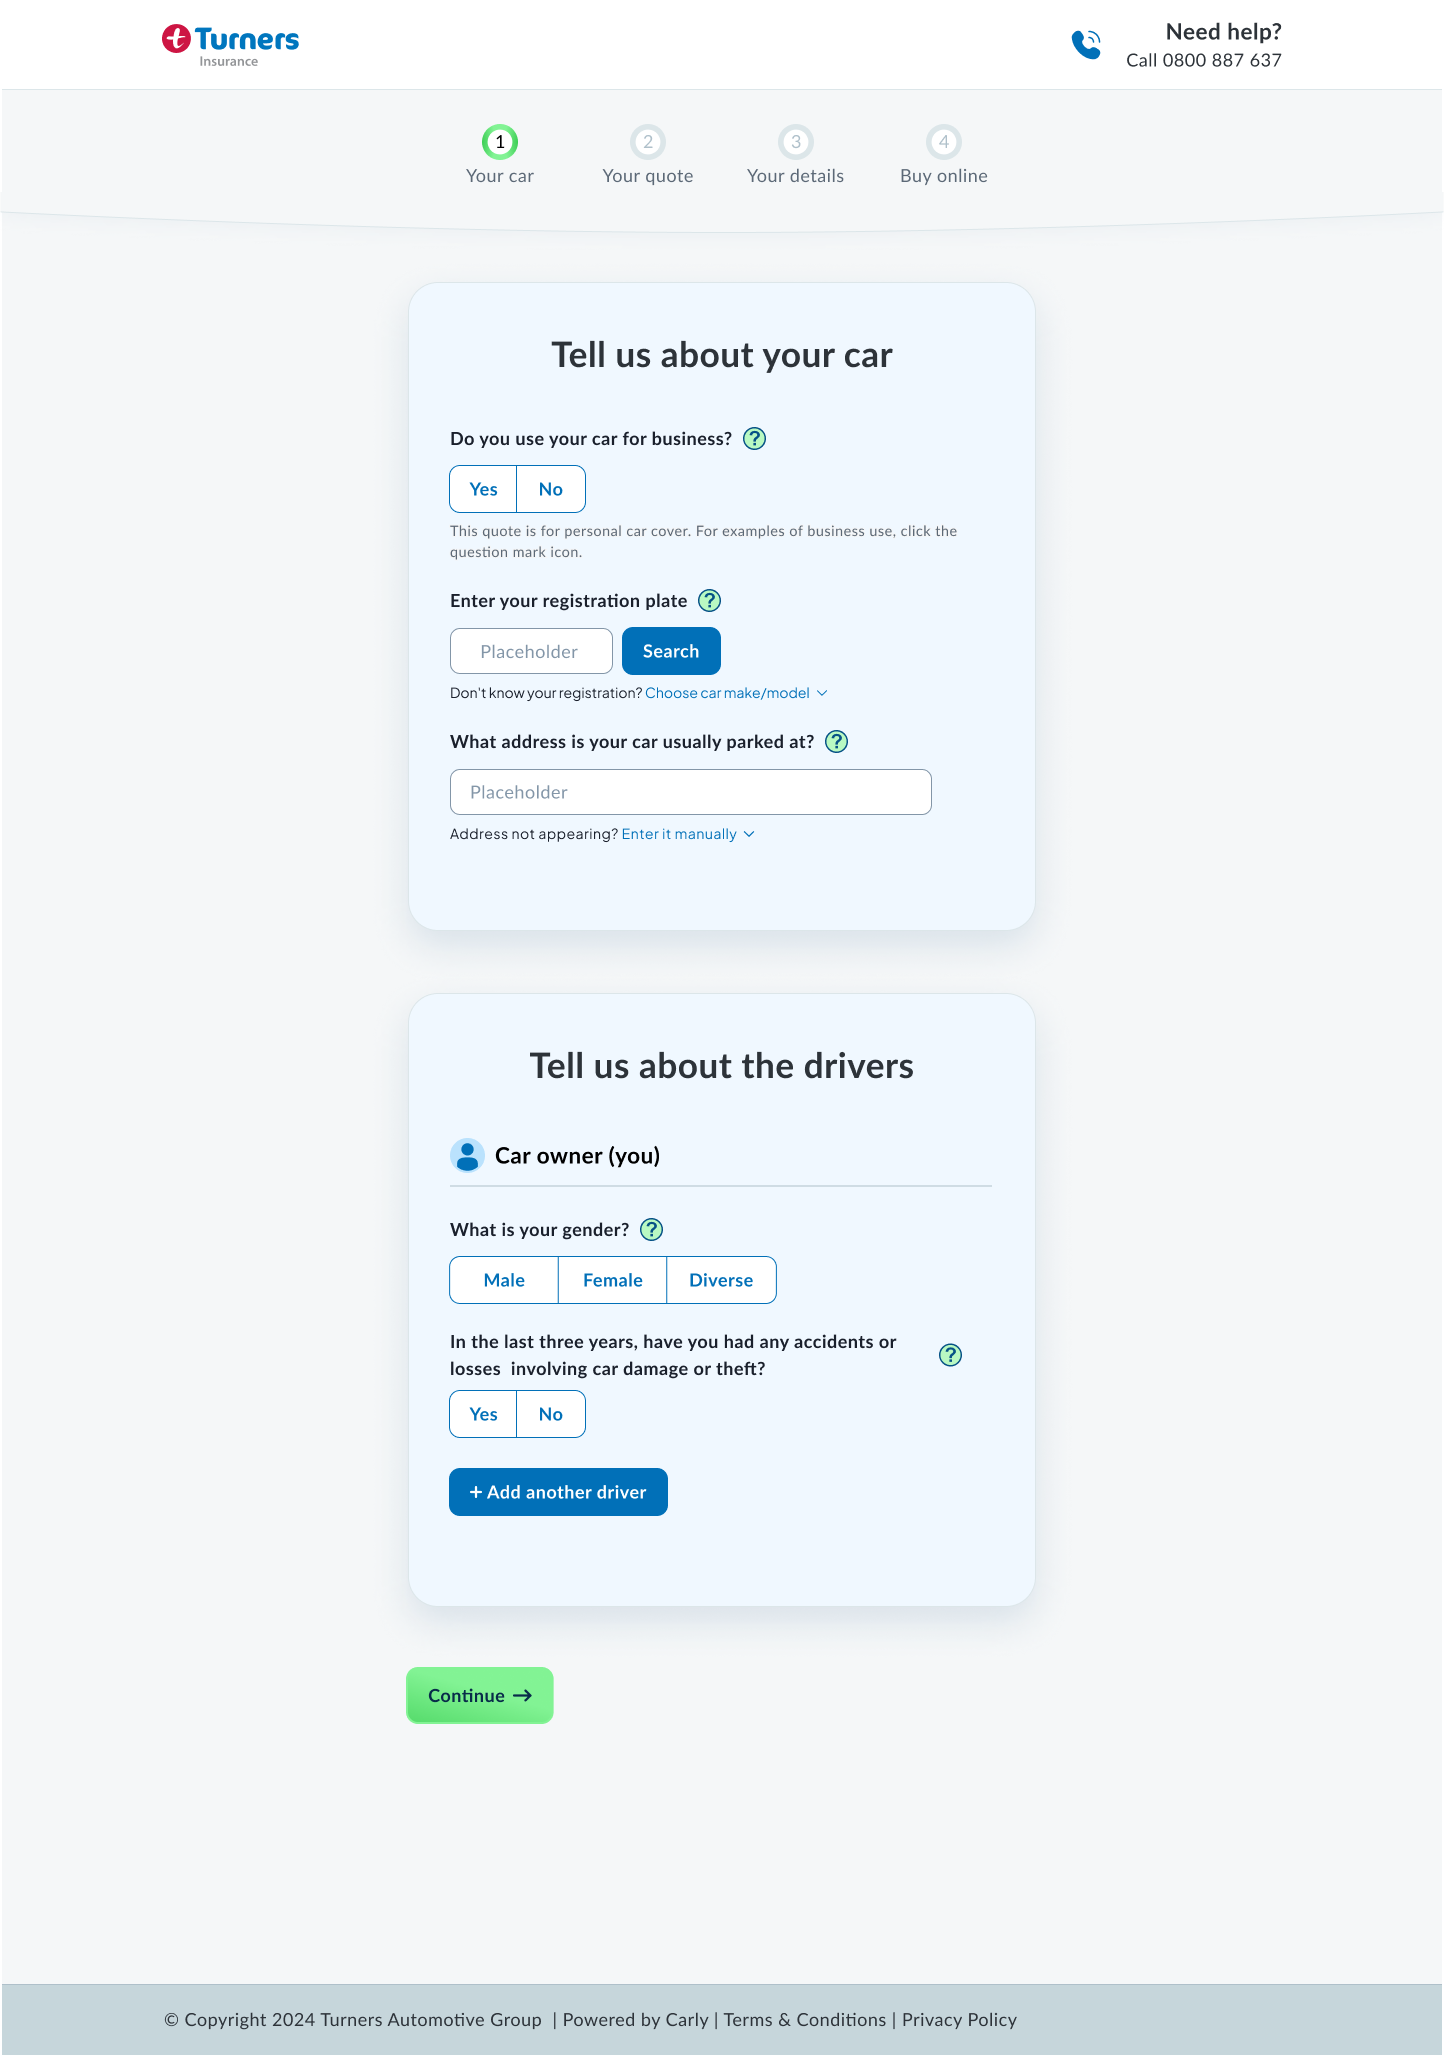 Turners
Insurance
Need help?
Call 0800 887 637
1
2
3
4
Your car
Your quote
Your details
Buy online
Tell us about your car
Do you use your car for business? ?
Yes
No
This quote is for personal car cover. For examples of business use, click the
question mark icon.
Enter your registration plate ?
Placeholder
Search
Don't know your registration? Choose car make/model
What address is your car usually parked at? ?
Placeholder
Address not appearing? Enter it manually
Tell us about the drivers
Car owner (you)
What is your gender? ?
Male
Female
Diverse
In the last three years, have you had any accidents or
losses  involving car damage or theft?
?
Yes
No
+ Add another driver
Continue →
© Copyright 2024 Turners Automotive Group  | Powered by Carly | Terms & Conditions | Privacy Policy